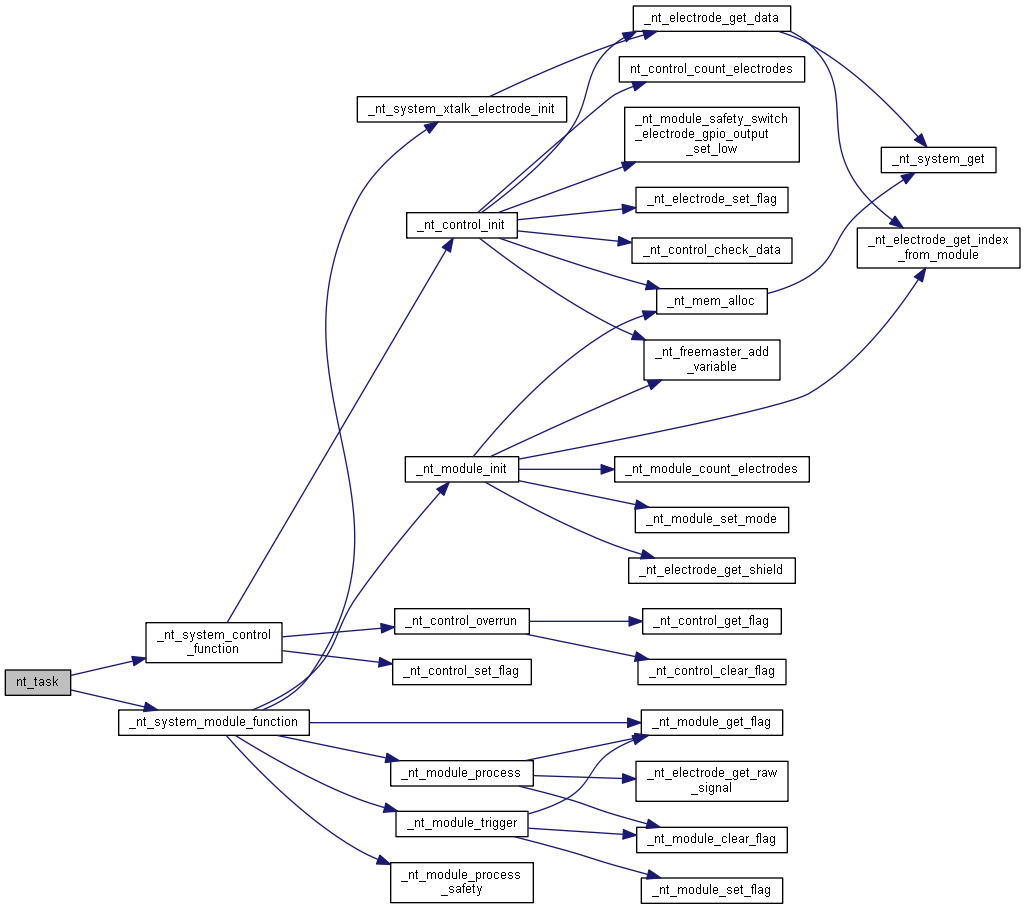 _nt_electrode_get_data
nt_control_count_electrodes
_nt_system_xtalk_electrode_init
_nt_module_safety_switch
_electrode_gpio_output
_set_low
_nt_system_get
_nt_electrode_set_flag
_nt_control_init
_nt_control_check_data
_nt_electrode_get_index
_from_module
_nt_mem_alloc
_nt_freemaster_add
_variable
_nt_module_init
_nt_module_count_electrodes
_nt_module_set_mode
_nt_electrode_get_shield
_nt_control_overrun
_nt_control_get_flag
_nt_system_control
_function
_nt_control_set_flag
_nt_control_clear_flag
nt_task
_nt_system_module_function
_nt_module_get_flag
_nt_module_process
_nt_electrode_get_raw
_signal
_nt_module_trigger
_nt_module_clear_flag
_nt_module_process
_safety
_nt_module_set_flag